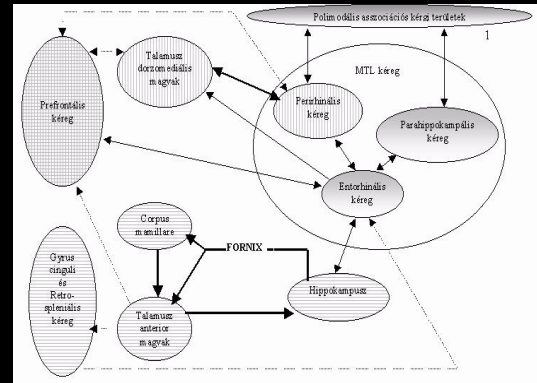 Polimodális asszociációs kérgi területek
1
Talamusz
dorzomediális
magvak
MTL kéreg
Prefrontális
kéreg
Perirhinális
kéreg
Parahippokampális
kéreg
Entorhinális
kéreg
Corpus
mamillare
FORNIX
Gyrus
cinguli
és
Retro-
spleniális
kéreg
Hippokampusz
Talamusz
anterior
magvak